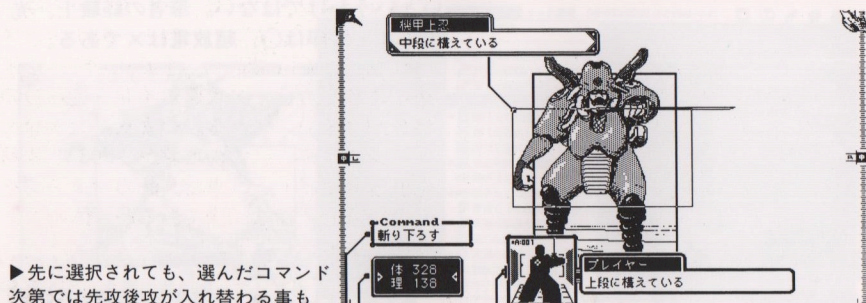 機甲上忍
中段に構えている
Command
斬り下ろす
体 328
理 138
*A:001
プレイヤー
上段に構えている
▶先に選択されても、選んだコマンド
次第では先攻後攻が入れ替わる事も